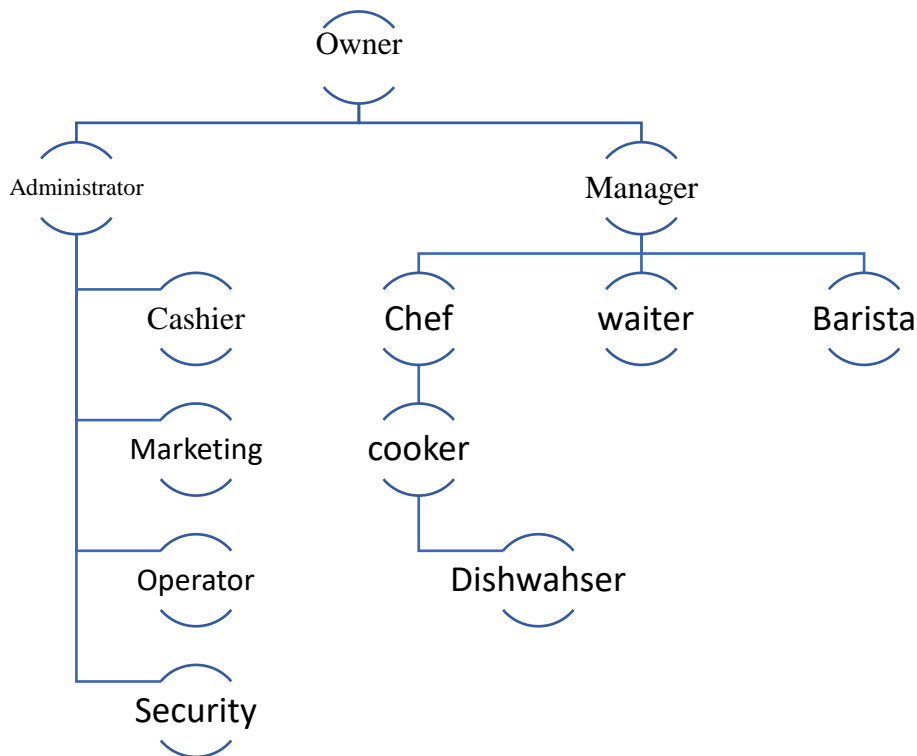 Owner
Administrator
Manager
Cashier
Chef
waiter
Barista
Marketing
cooker
Operator
Dishwahser
Security